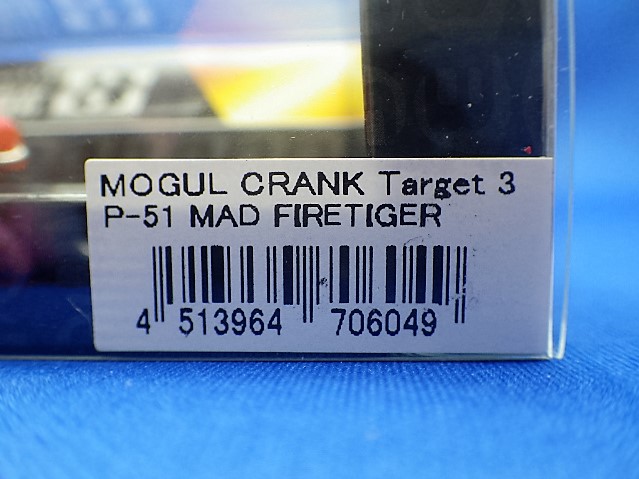 MOGUL CRANK Target 3
P-51 MAD FIRETIGER
4 513964 706049